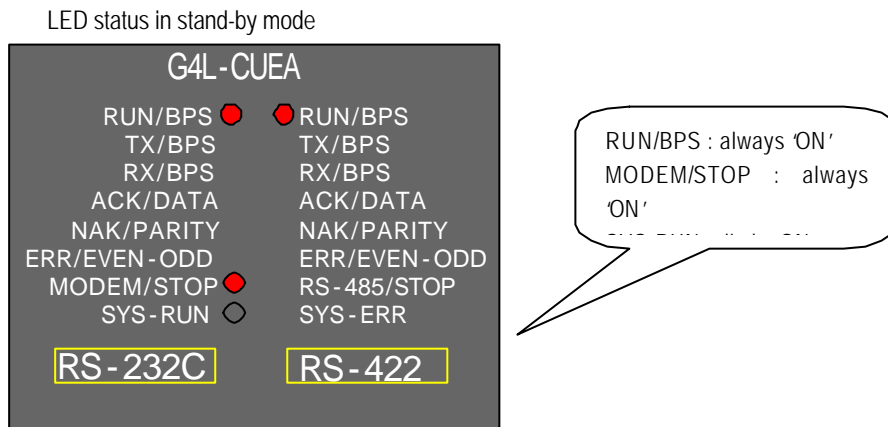 LED status in stand-by mode
G4L-CUEA
RUN/BPS RUN/BPS
TX/BPS TX/BPS
RX/BPS RX/BPS
ACK/DATA ACK/DATA
NAK/PARITY NAK/PARITY
ERR/EVEN-ODD ERR/EVEN-ODD
MODEM/STOP RS-485/STOP
SYS-RUN SYS-ERR
RS-232C RS-422
RUN/BPS : always ‘ON’
MODEM/STOP : always
‘ON’